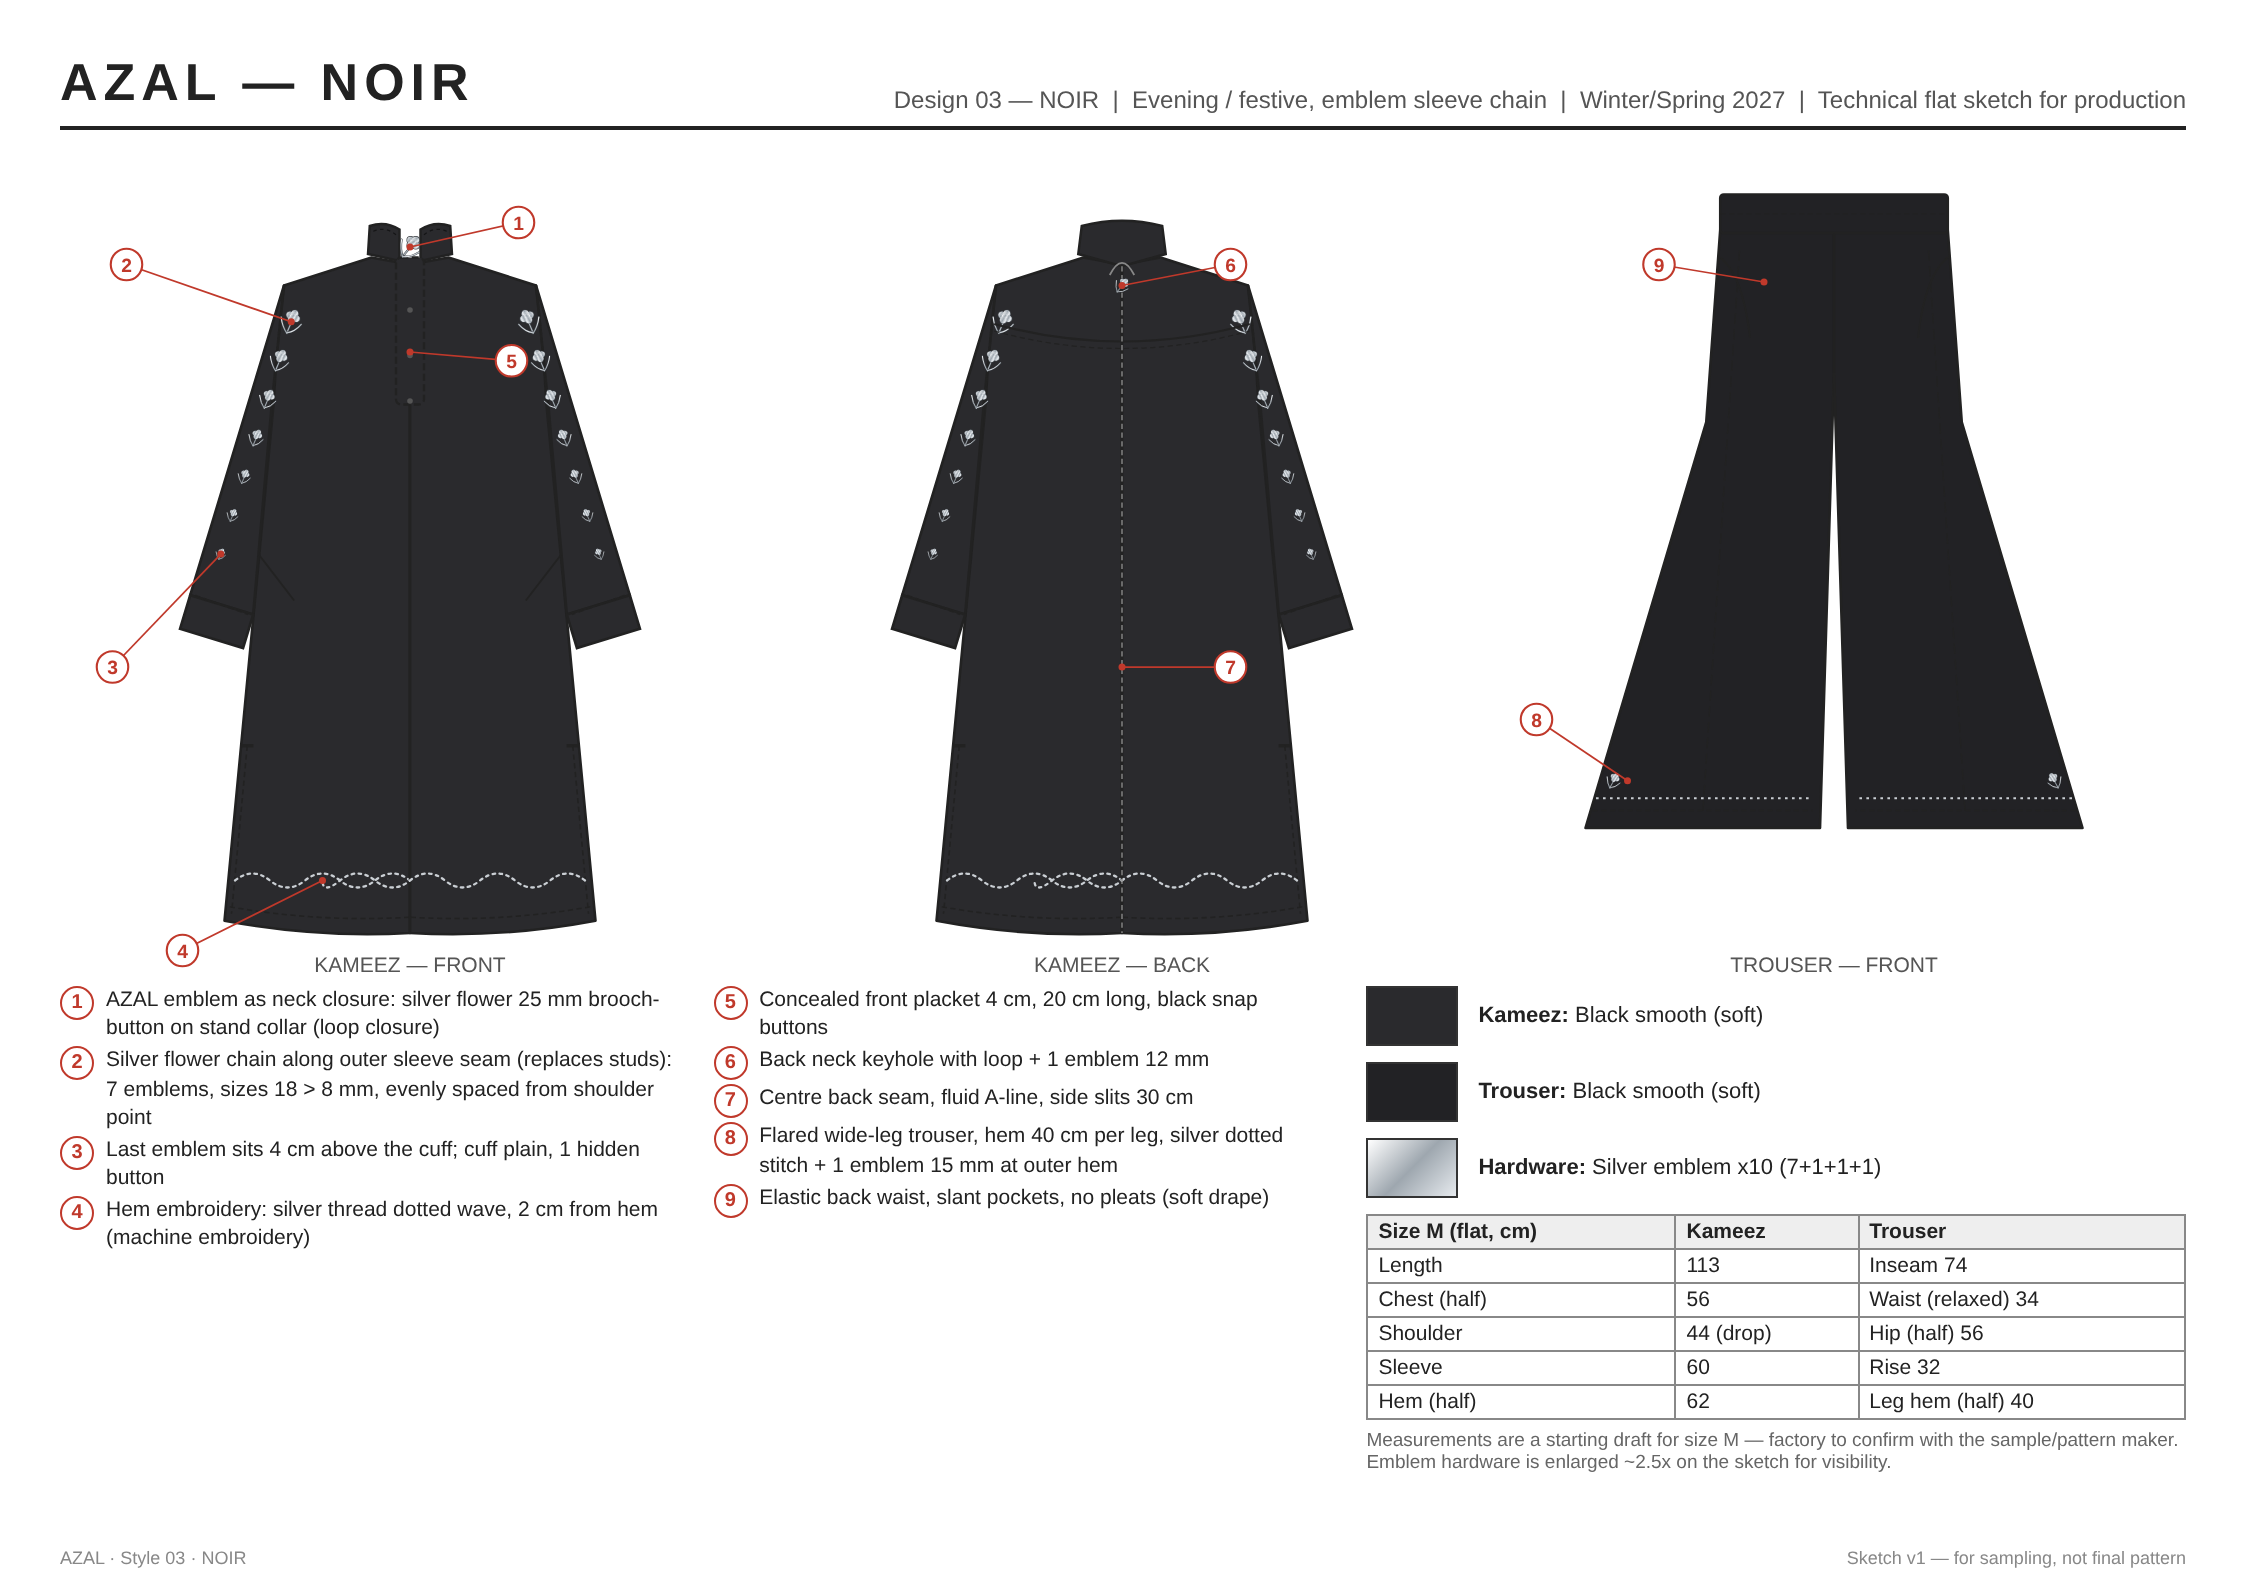 AZAL — NOIR
Design 03 — NOIR | Evening / festive, emblem sleeve chain | Winter/Spring 2027 | Technical flat sketch for production
1
2
5
3
4
6
7
9
8
KAMEEZ — FRONT
KAMEEZ — BACK
TROUSER — FRONT
1 AZAL emblem as neck closure: silver flower 25 mm brooch-
button on stand collar (loop closure)
2 Silver flower chain along outer sleeve seam (replaces studs):
7 emblems, sizes 18 > 8 mm, evenly spaced from shoulder
point
3 Last emblem sits 4 cm above the cuff; cuff plain, 1 hidden
button
4 Hem embroidery: silver thread dotted wave, 2 cm from hem
(machine embroidery)
5 Concealed front placket 4 cm, 20 cm long, black snap
buttons
6 Back neck keyhole with loop + 1 emblem 12 mm
7 Centre back seam, fluid A-line, side slits 30 cm
8 Flared wide-leg trouser, hem 40 cm per leg, silver dotted
stitch + 1 emblem 15 mm at outer hem
9 Elastic back waist, slant pockets, no pleats (soft drape)
Kameez: Black smooth (soft)
Trouser: Black smooth (soft)
Hardware: Silver emblem x10 (7+1+1+1)
Size M (flat, cm) Kameez Trouser
Length 113 Inseam 74
Chest (half) 56 Waist (relaxed) 34
Shoulder 44 (drop) Hip (half) 56
Sleeve 60 Rise 32
Hem (half) 62 Leg hem (half) 40
Measurements are a starting draft for size M — factory to confirm with the sample/pattern maker.
Emblem hardware is enlarged ~2.5x on the sketch for visibility.
AZAL · Style 03 · NOIR
Sketch v1 — for sampling, not final pattern